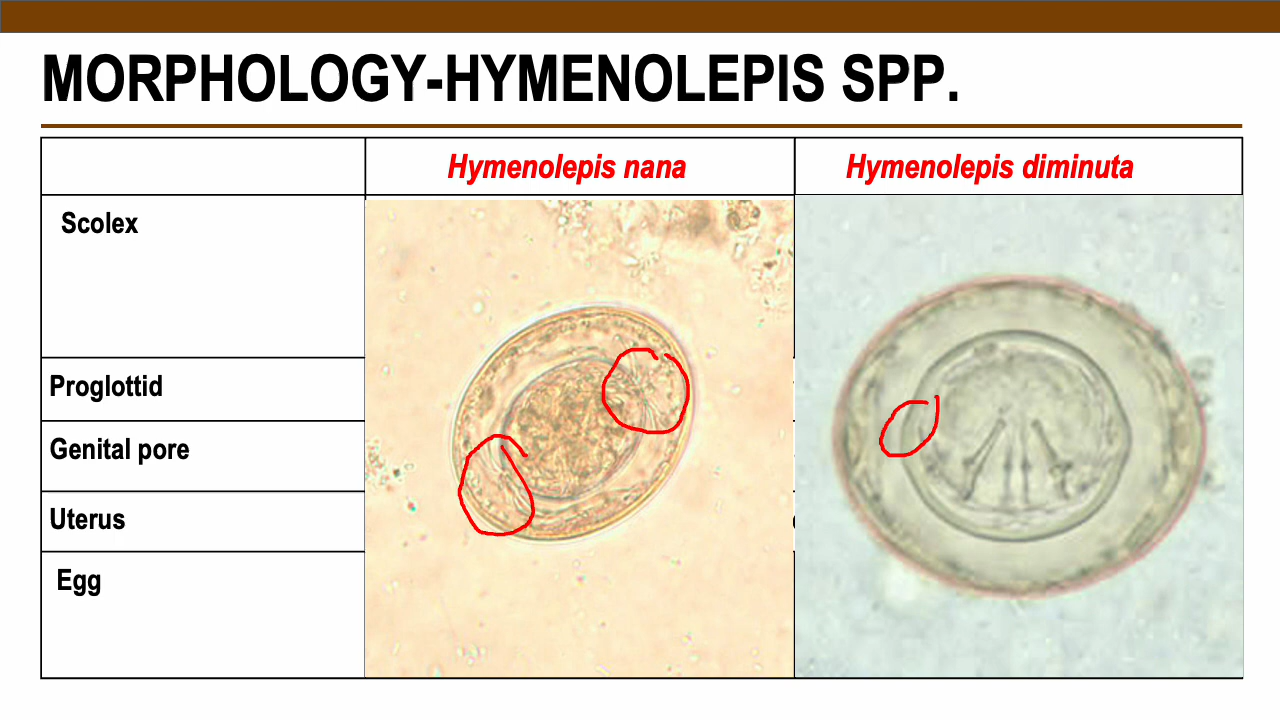 MORPHOLOGY-HYMENOLEPIS SPP.
Hymenolepis nana
Hymenolepis diminuta
Scolex
Proglottid
Genital pore
Uterus
Egg